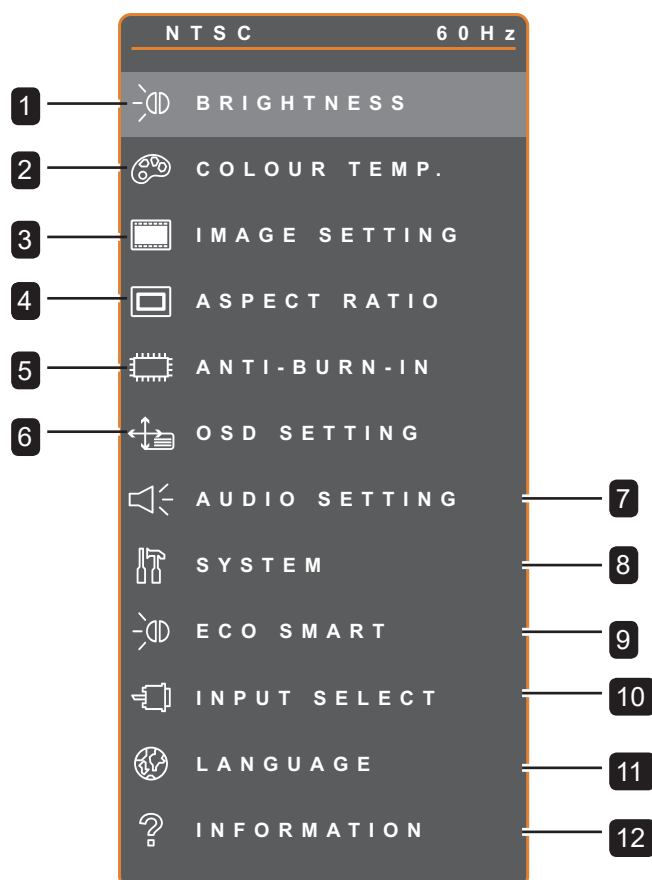 NTSC 60Hz
1 BRIGHTNESS
2 COLOUR TEMP.
3 IMAGE SETTING
4 ASPECT RATIO
5 ANTI-BURN-IN
6 OSD SETTING
AUDIO SETTING 7
SYSTEM 8
ECO SMART 9
INPUT SELECT 10
LANGUAGE 11
INFORMATION 12